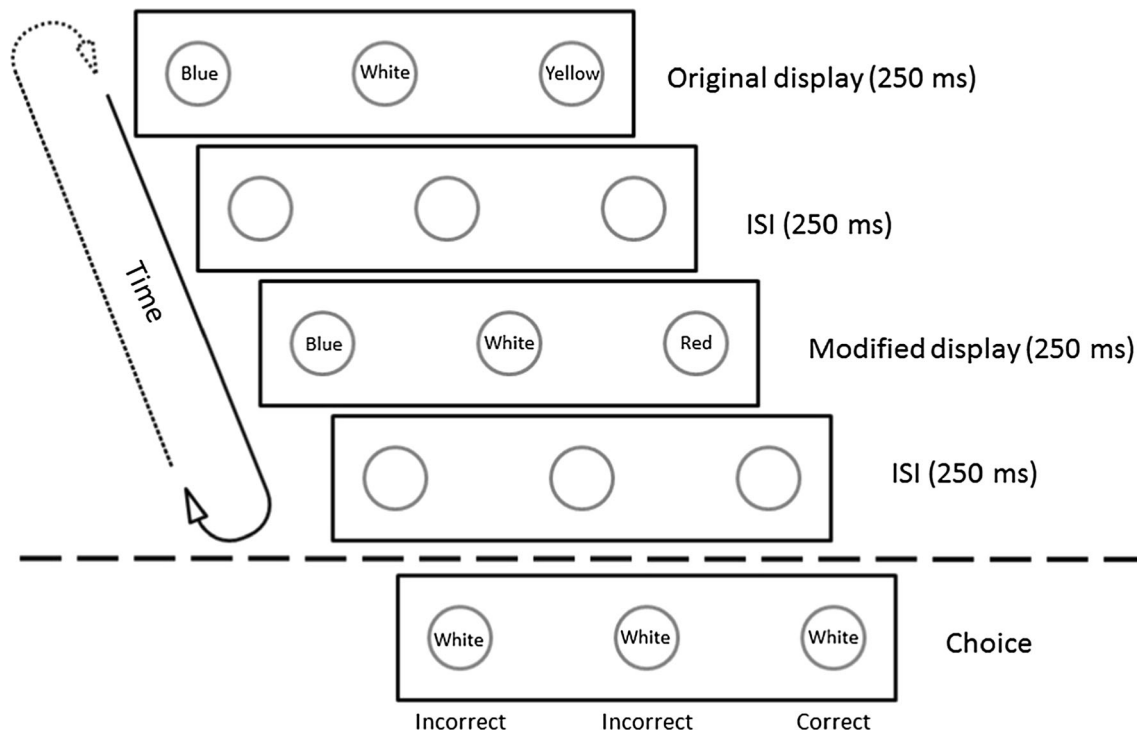 Blue White Yellow Original display (250 ms)
ISI (250 ms)
Time
Blue White Red Modified display (250 ms)
ISI (250 ms)
White White White Choice
Incorrect Incorrect Correct